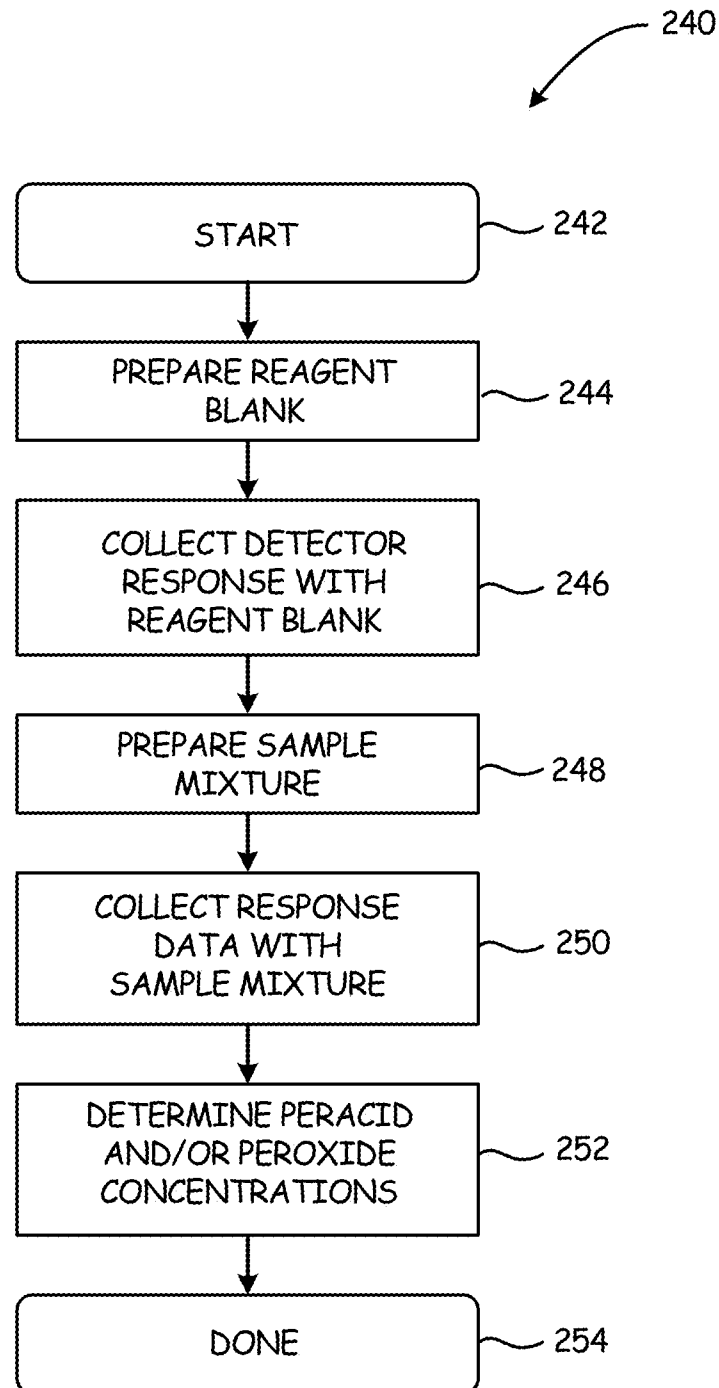 240
START
242
PREPARE REAGENT
BLANK
244
COLLECT DETECTOR
RESPONSE WITH
REAGENT BLANK
246
PREPARE SAMPLE
MIXTURE
248
COLLECT RESPONSE
DATA WITH
SAMPLE MIXTURE
250
DETERMINE PERACID
AND/OR PEROXIDE
CONCENTRATIONS
252
DONE
254